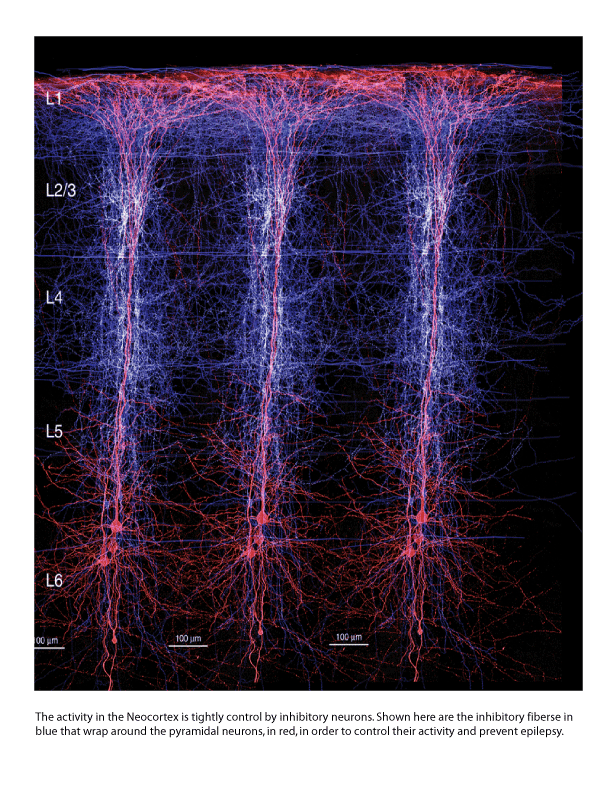 L1
L2/3
L4
L5
L6
00 μm
100 μm
100 μm
The activity in the Neocortex is tightly control by inhibitory neurons. Shown here are the inhibitory fiberse in
blue that wrap around the pyramidal neurons, in red, in order to control their activity and prevent epilepsy.